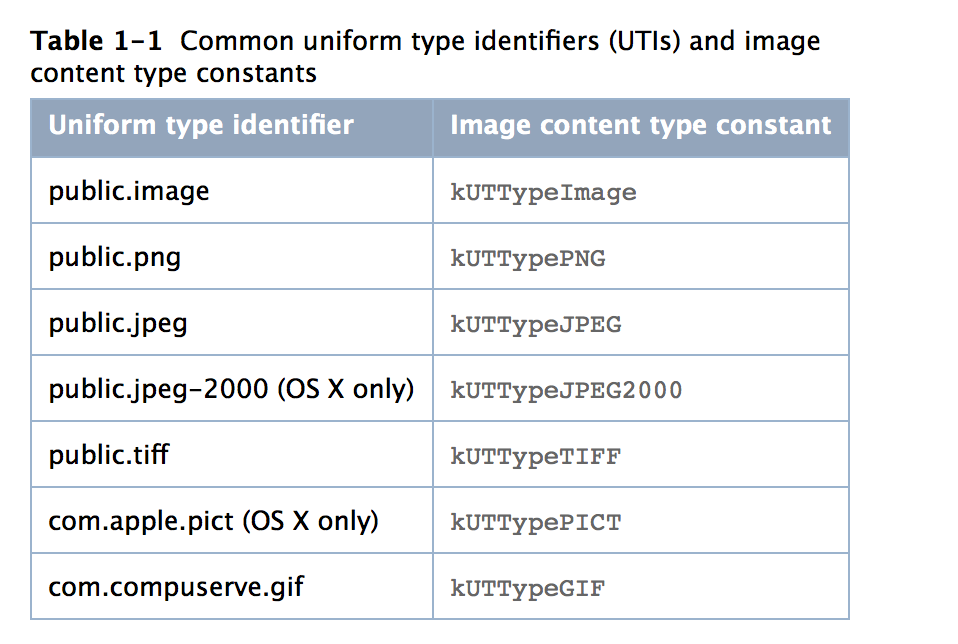 Table 1-1 Common uniform type identifiers (UTIs) and image
content type constants
Uniform type identifier Image content type constant
public.image kUTTypeImage
public.png kUTTypePNG
public.jpeg kUTTypeJPEG
public.jpeg-2000 (OS X only) kUTTypeJPEG2000
public.tiff kUTTypeTIFF
com.apple.pict (OS X only) kUTTypePICT
com.compuserve.gif kUTTypeGIF